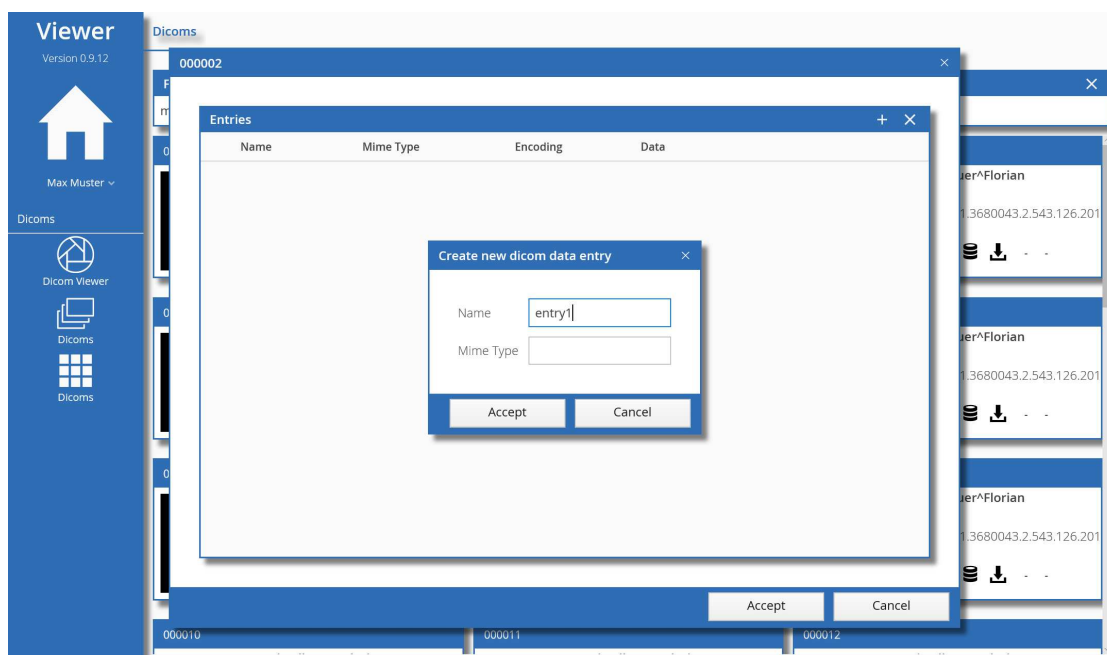 Viewer
Version 0.9.12
Max Muster
Dicoms
Dicom Viewer
Dicoms
Dicoms
Dicoms
000002
Entries
Name Mime Type Encoding Data
Create new dicom data entry
Name entry1
Mime Type
Accept Cancel
Accept Cancel
uer^Florian
1.3680043.2.543.126.201
- -
uer^Florian
1.3680043.2.543.126.201
- -
uer^Florian
1.3680043.2.543.126.201
- -
000010 000011 000012